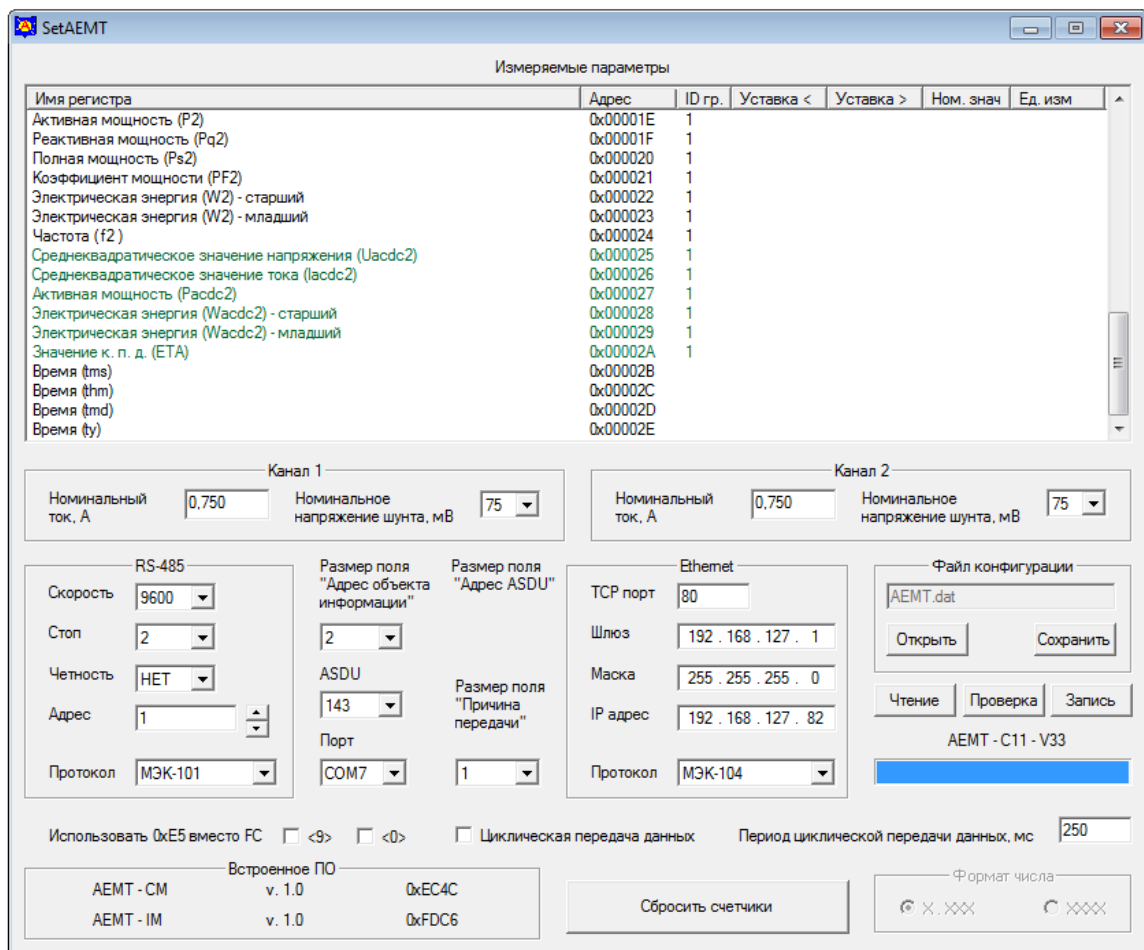 SetAEMT
Измеряемые параметры
Имя регистра Адрес ID гр. Уставка < Уставка > Ном. знач Ед. изм
Активная мощность (P2) 0x00001E 1
Реактивная мощность (Pq2) 0x00001F 1
Полная мощность (Ps2) 0x000020 1
Коэффициент мощности (PF2) 0x000021 1
Электрическая энергия (W2) - старший 0x000022 1
Электрическая энергия (W2) - младший 0x000023 1
Частота (f2 ) 0x000024 1
Среднеквадратическое значение напряжения (Uacdc2) 0x000025 1
Среднеквадратическое значение тока (Iacdc2) 0x000026 1
Активная мощность (Pacdc2) 0x000027 1
Электрическая энергия (Wacdc2) - старший 0x000028 1
Электрическая энергия (Wacdc2) - младший 0x000029 1
Значение к. п. д. (ETA) 0x00002A 1
Время (tms) 0x00002B
Время (thm) 0x00002C
Время (tmd) 0x00002D
Время (ty) 0x00002E
Канал 1 Канал 2
Номинальный ток, А 0,750 Номинальное напряжение шунта, мВ 75
Номинальный ток, А 0,750 Номинальное напряжение шунта, мВ 75
RS-485
Скорость 9600
Стоп 2
Четность НЕТ
Адрес 1
Протокол МЭК-101
Размер поля
"Адрес объекта
информации"
2
ASDU
143
Порт
COM7
Размер поля
"Адрес ASDU"
Размер поля
"Причина
передачи"
1
Ethernet
TCP порт 80
Шлюз 192 . 168 . 127 . 1
Маска 255 . 255 . 255 . 0
IP адрес 192 . 168 . 127 . 82
Протокол МЭК-104
Файл конфигурации
AEMT.dat
Открыть Сохранить
Чтение Проверка Запись
AEMT - C11 - V33
Использовать 0xE5 вместо FC <9> <0> Циклическая передача данных Период циклической передачи данных, мс 250
Встроенное ПО
AEMT - CM v. 1.0 0xEC4C
AEMT - IM v. 1.0 0xFDC6
Сбросить счетчики
Формат числа
X . XXX XXXX